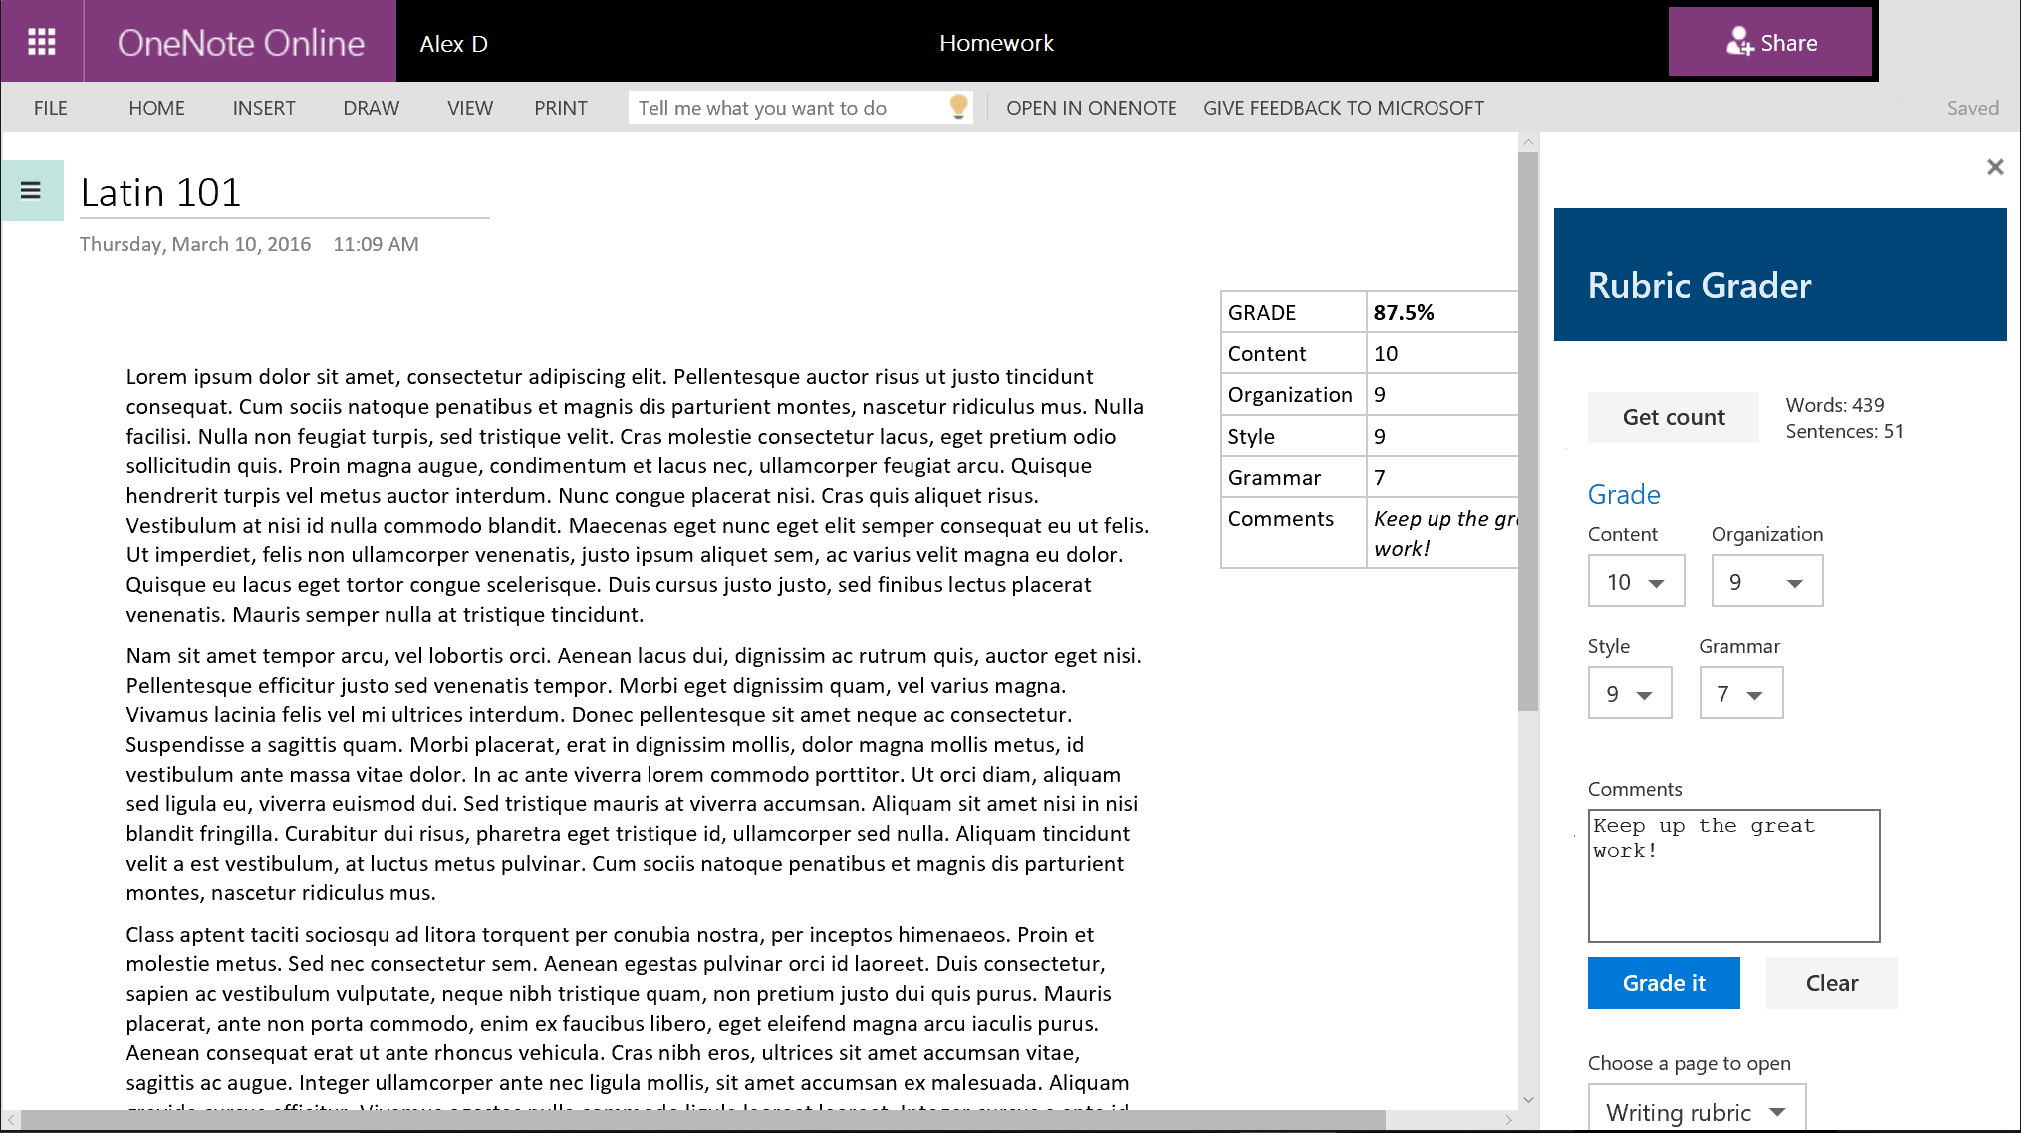 OneNote Online
Alex D
Homework
Share
FILE
HOME
INSERT
DRAW
VIEW
PRINT
Tell me what you want to do
OPEN IN ONENOTE
GIVE FEEDBACK TO MICROSOFT
Saved
Latin 101
Thursday, March 10, 2016 11:09 AM
Lorem ipsum dolor sit amet, consectetur adipiscing elit. Pellentesque auctor risus ut justo tincidunt
consequat. Cum sociis natoque penatibus et magnis dis parturient montes, nascetur ridiculus mus. Nulla
facilisi. Nulla non feugiat turpis, sed tristique velit. Cras molestie consectetur lacus, eget pretium odio
sollicitudin quis. Proin magna augue, condimentum et lacus nec, ullamcorper feugiat arcu. Quisque
hendrerit turpis vel metus auctor interdum. Nunc congue placerat nisi. Cras quis aliquet risus.
Vestibulum at nisi id nulla commodo blandit. Maecenas eget nunc eget elit semper consequat eu ut felis.
Ut imperdiet, felis non ullamcorper venenatis, justo ipsum aliquet sem, ac varius velit magna eu dolor.
Quisque eu lacus eget tortor congue scelerisque. Duis cursus justo justo, sed finibus lectus placerat
venenatis. Mauris semper nulla at tristique tincidunt.
Nam sit amet tempor arcu, vel lobortis orci. Aenean lacus dui, dignissim ac rutrum quis, auctor eget nisi.
Pellentesque efficitur justo sed venenatis tempor. Morbi eget dignissim quam, vel varius magna.
Vivamus lacinia felis vel mi ultrices interdum. Donec pellentesque sit amet neque ac consectetur.
Suspendisse a sagittis quam. Morbi placerat, erat in dignissim mollis, dolor magna mollis metus, id
vestibulum ante massa vitae dolor. In ac ante viverra lorem commodo porttitor. Ut orci diam, aliquam
sed ligula eu, viverra euismod dui. Sed tristique mauris at viverra accumsan. Aliquam sit amet nisi in nisi
blandit fringilla. Curabitur dui risus, pharetra eget tristique id, ullamcorper sed nulla. Aliquam tincidunt
velit a est vestibulum, at luctus metus pulvinar. Cum sociis natoque penatibus et magnis dis parturient
montes, nascetur ridiculus mus.
Class aptent taciti sociosqu ad litora torquent per conubia nostra, per inceptos himenaeos. Proin et
molestie metus. Sed nec consectetur sem. Aenean egestas pulvinar orci id laoreet. Duis consectetur,
sapien ac vestibulum vulputate, neque nibh tristique quam, non pretium justo dui quis purus. Mauris
placerat, ante non porta commodo, enim ex faucibus libero, eget eleifend magna arcu iaculis purus.
Aenean consequat erat ut ante rhoncus vehicula. Cras nibh eros, ultrices sit amet accumsan vitae,
sagittis ac augue. Integer ullamcorper ante nec ligula mollis, sit amet accumsan ex malesuada. Aliquam
GRADE 87.5%
Content 10
Organization 9
Style 9
Grammar 7
Comments Keep up the gr
work!
Rubric Grader
Get count
Words: 439
Sentences: 51
Grade
Content Organization
10 9
Style Grammar
9 7
Comments
Keep up the great
work!
Grade it Clear
Choose a page to open
Writing rubric